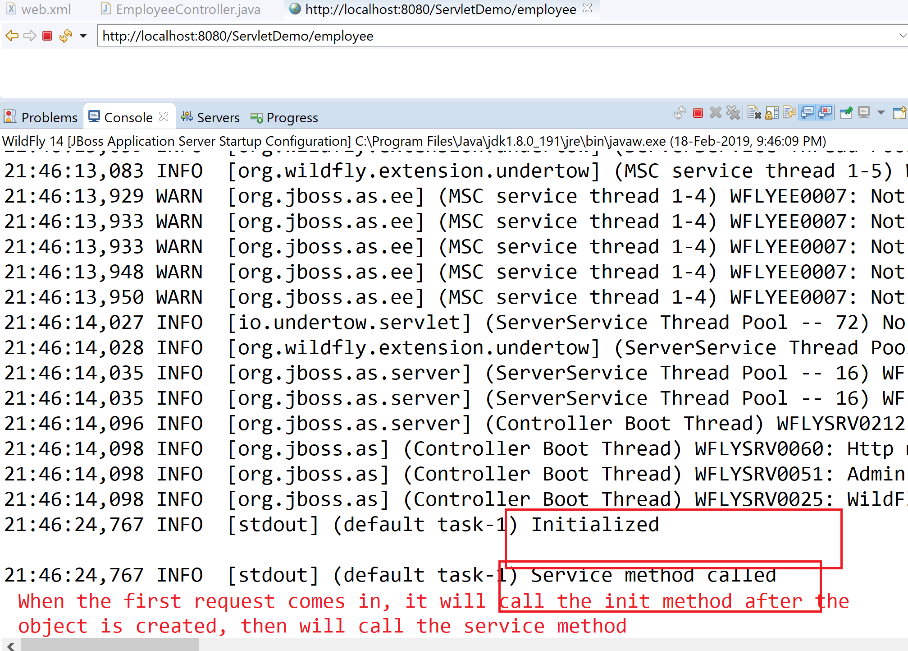 web.xml EmployeeController.java http://localhost:8080/ServletDemo/employee
http://localhost:8080/ServletDemo/employee
Problems Console Servers Progress
WildFly 14 [JBoss Application Server Startup Configuration] C:\Program Files\Java\jdk1.8.0_191\jre\bin\javaw.exe (18-Feb-2019, 9:46:09 PM)
21:46:13,083 INFO [org.wildfly.extension.undertow] (MSC service thread 1-5) W
21:46:13,929 WARN [org.jboss.as.ee] (MSC service thread 1-4) WFLYEE0007: Not
21:46:13,933 WARN [org.jboss.as.ee] (MSC service thread 1-4) WFLYEE0007: Not
21:46:13,933 WARN [org.jboss.as.ee] (MSC service thread 1-4) WFLYEE0007: Not
21:46:13,948 WARN [org.jboss.as.ee] (MSC service thread 1-4) WFLYEE0007: Not
21:46:13,950 WARN [org.jboss.as.ee] (MSC service thread 1-4) WFLYEE0007: Not
21:46:14,027 INFO [io.undertow.servlet] (ServerService Thread Pool -- 72) No
21:46:14,028 INFO [org.wildfly.extension.undertow] (ServerService Thread Poo
21:46:14,035 INFO [org.jboss.as.server] (ServerService Thread Pool -- 16) WF
21:46:14,035 INFO [org.jboss.as.server] (ServerService Thread Pool -- 16) WF
21:46:14,096 INFO [org.jboss.as.server] (Controller Boot Thread) WFLYSRV0212
21:46:14,098 INFO [org.jboss.as] (Controller Boot Thread) WFLYSRV0060: Http
21:46:14,098 INFO [org.jboss.as] (Controller Boot Thread) WFLYSRV0051: Admin
21:46:14,098 INFO [org.jboss.as] (Controller Boot Thread) WFLYSRV0025: WildF
21:46:24,767 INFO [stdout] (default task-1) Initialized
21:46:24,767 INFO [stdout] (default task-1) Service method called
When the first request comes in, it will call the init method after the
object is created, then will call the service method